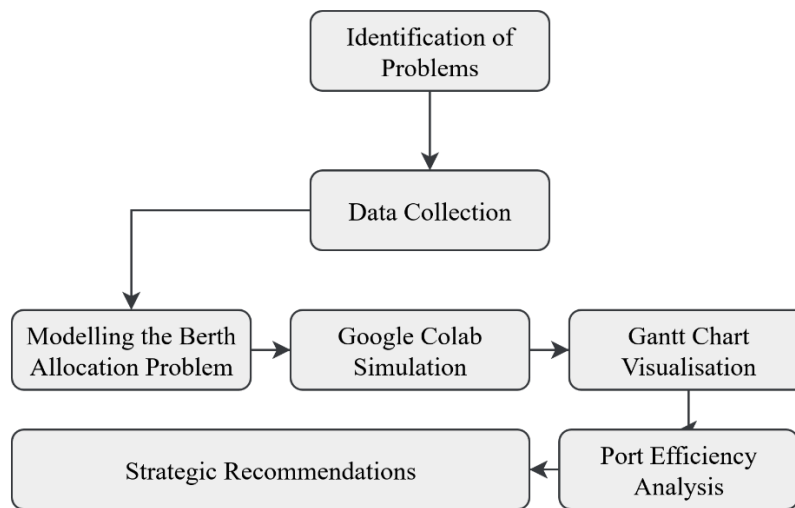 Identification of
Problems
Data Collection
Modelling the Berth
Allocation Problem
Google Colab
Simulation
Gantt Chart
Visualisation
Port Efficiency
Analysis
Strategic Recommendations